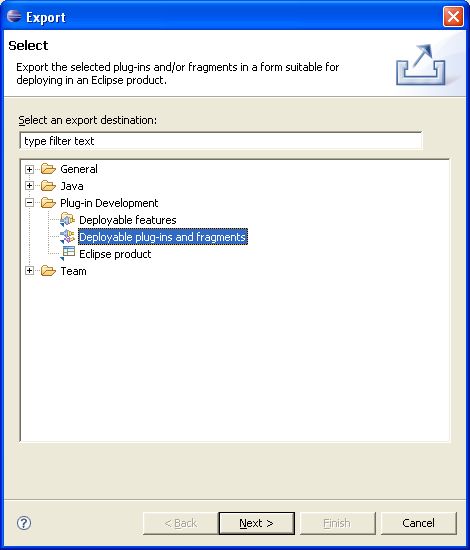 Export
Select
Export the selected plug-ins and/or fragments in a form suitable for
deploying in an Eclipse product.
Select an export destination:
type filter text
General
Java
Plug-in Development
Deployable features
Deployable plug-ins and fragments
Eclipse product
Team
?
< Back
Next >
Finish
Cancel